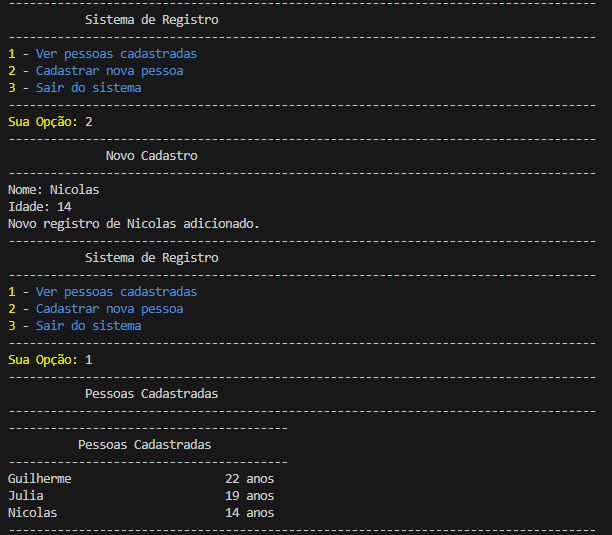 ------------------------------------------------------------------------------------
Sistema de Registro
------------------------------------------------------------------------------------
1 - Ver pessoas cadastradas
2 - Cadastrar nova pessoa
3 - Sair do sistema
------------------------------------------------------------------------------------
Sua Opção: 2
------------------------------------------------------------------------------------
Novo Cadastro
------------------------------------------------------------------------------------
Nome: Nicolas
Idade: 14
Novo registro de Nicolas adicionado.
------------------------------------------------------------------------------------
Sistema de Registro
------------------------------------------------------------------------------------
1 - Ver pessoas cadastradas
2 - Cadastrar nova pessoa
3 - Sair do sistema
------------------------------------------------------------------------------------
Sua Opção: 1
------------------------------------------------------------------------------------
Pessoas Cadastradas
------------------------------------------------------------------------------------
----------------------------------------
Pessoas Cadastradas
----------------------------------------
Guilherme                      22 anos
Julia                          19 anos
Nicolas                        14 anos
------------------------------------------------------------------------------------